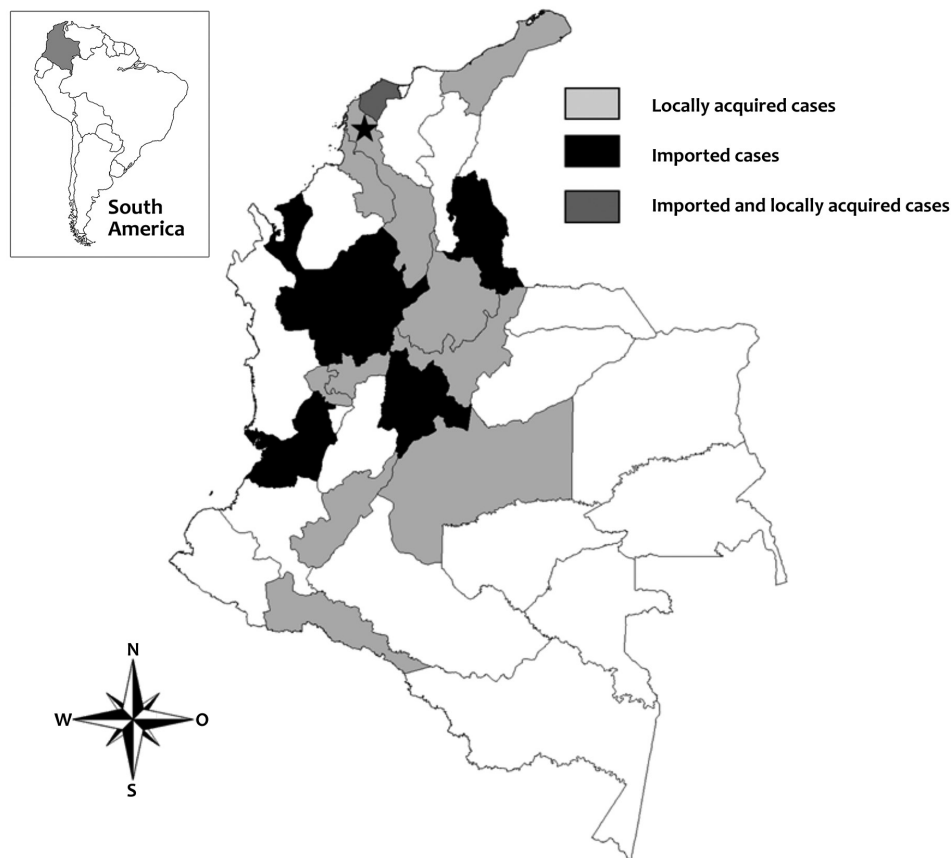 South
America
Locally acquired cases
Imported cases
Imported and locally acquired cases
N
W
O
S